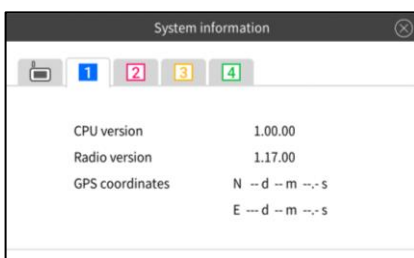 System information
1 2 3 4
CPU version 1.00.00
Radio version 1.17.00
GPS coordinates N -- d -- m --.- s
E --- d -- m --.- s